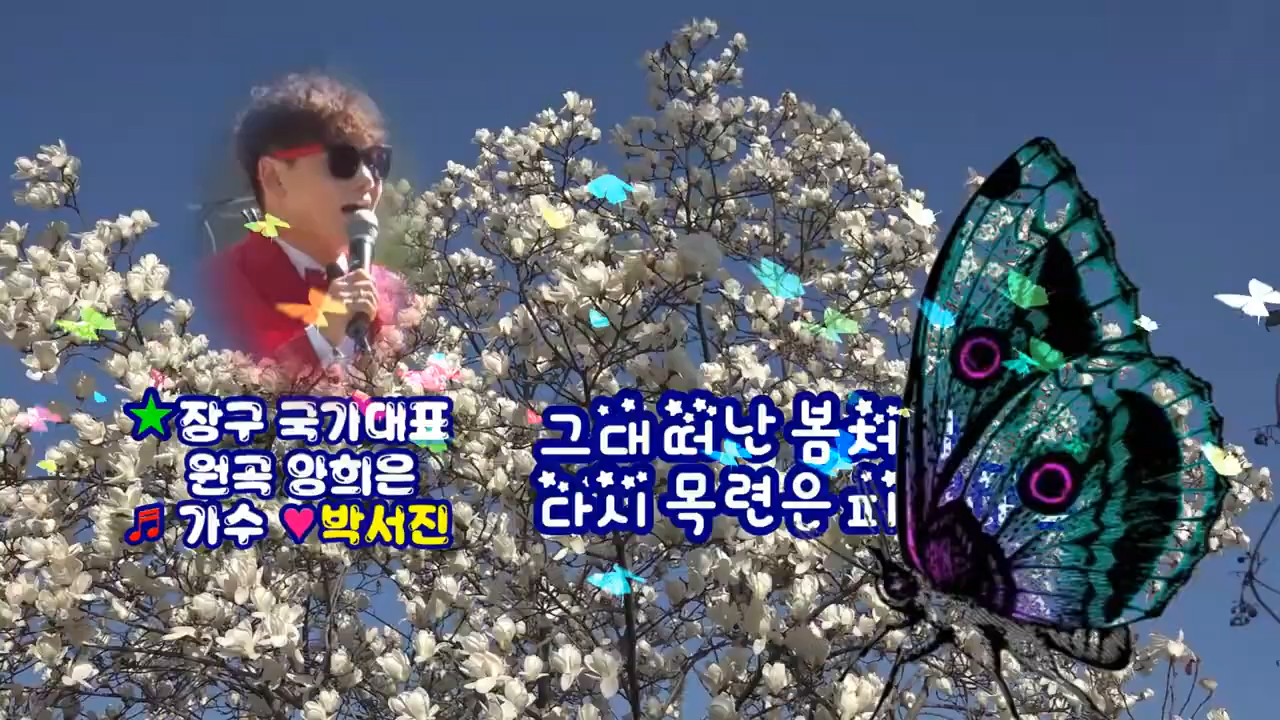 ★장구 국가대표
원곡 양희은
♬ 가수 ♥박서진
그대 떠난 봄처
다시 목련은 피